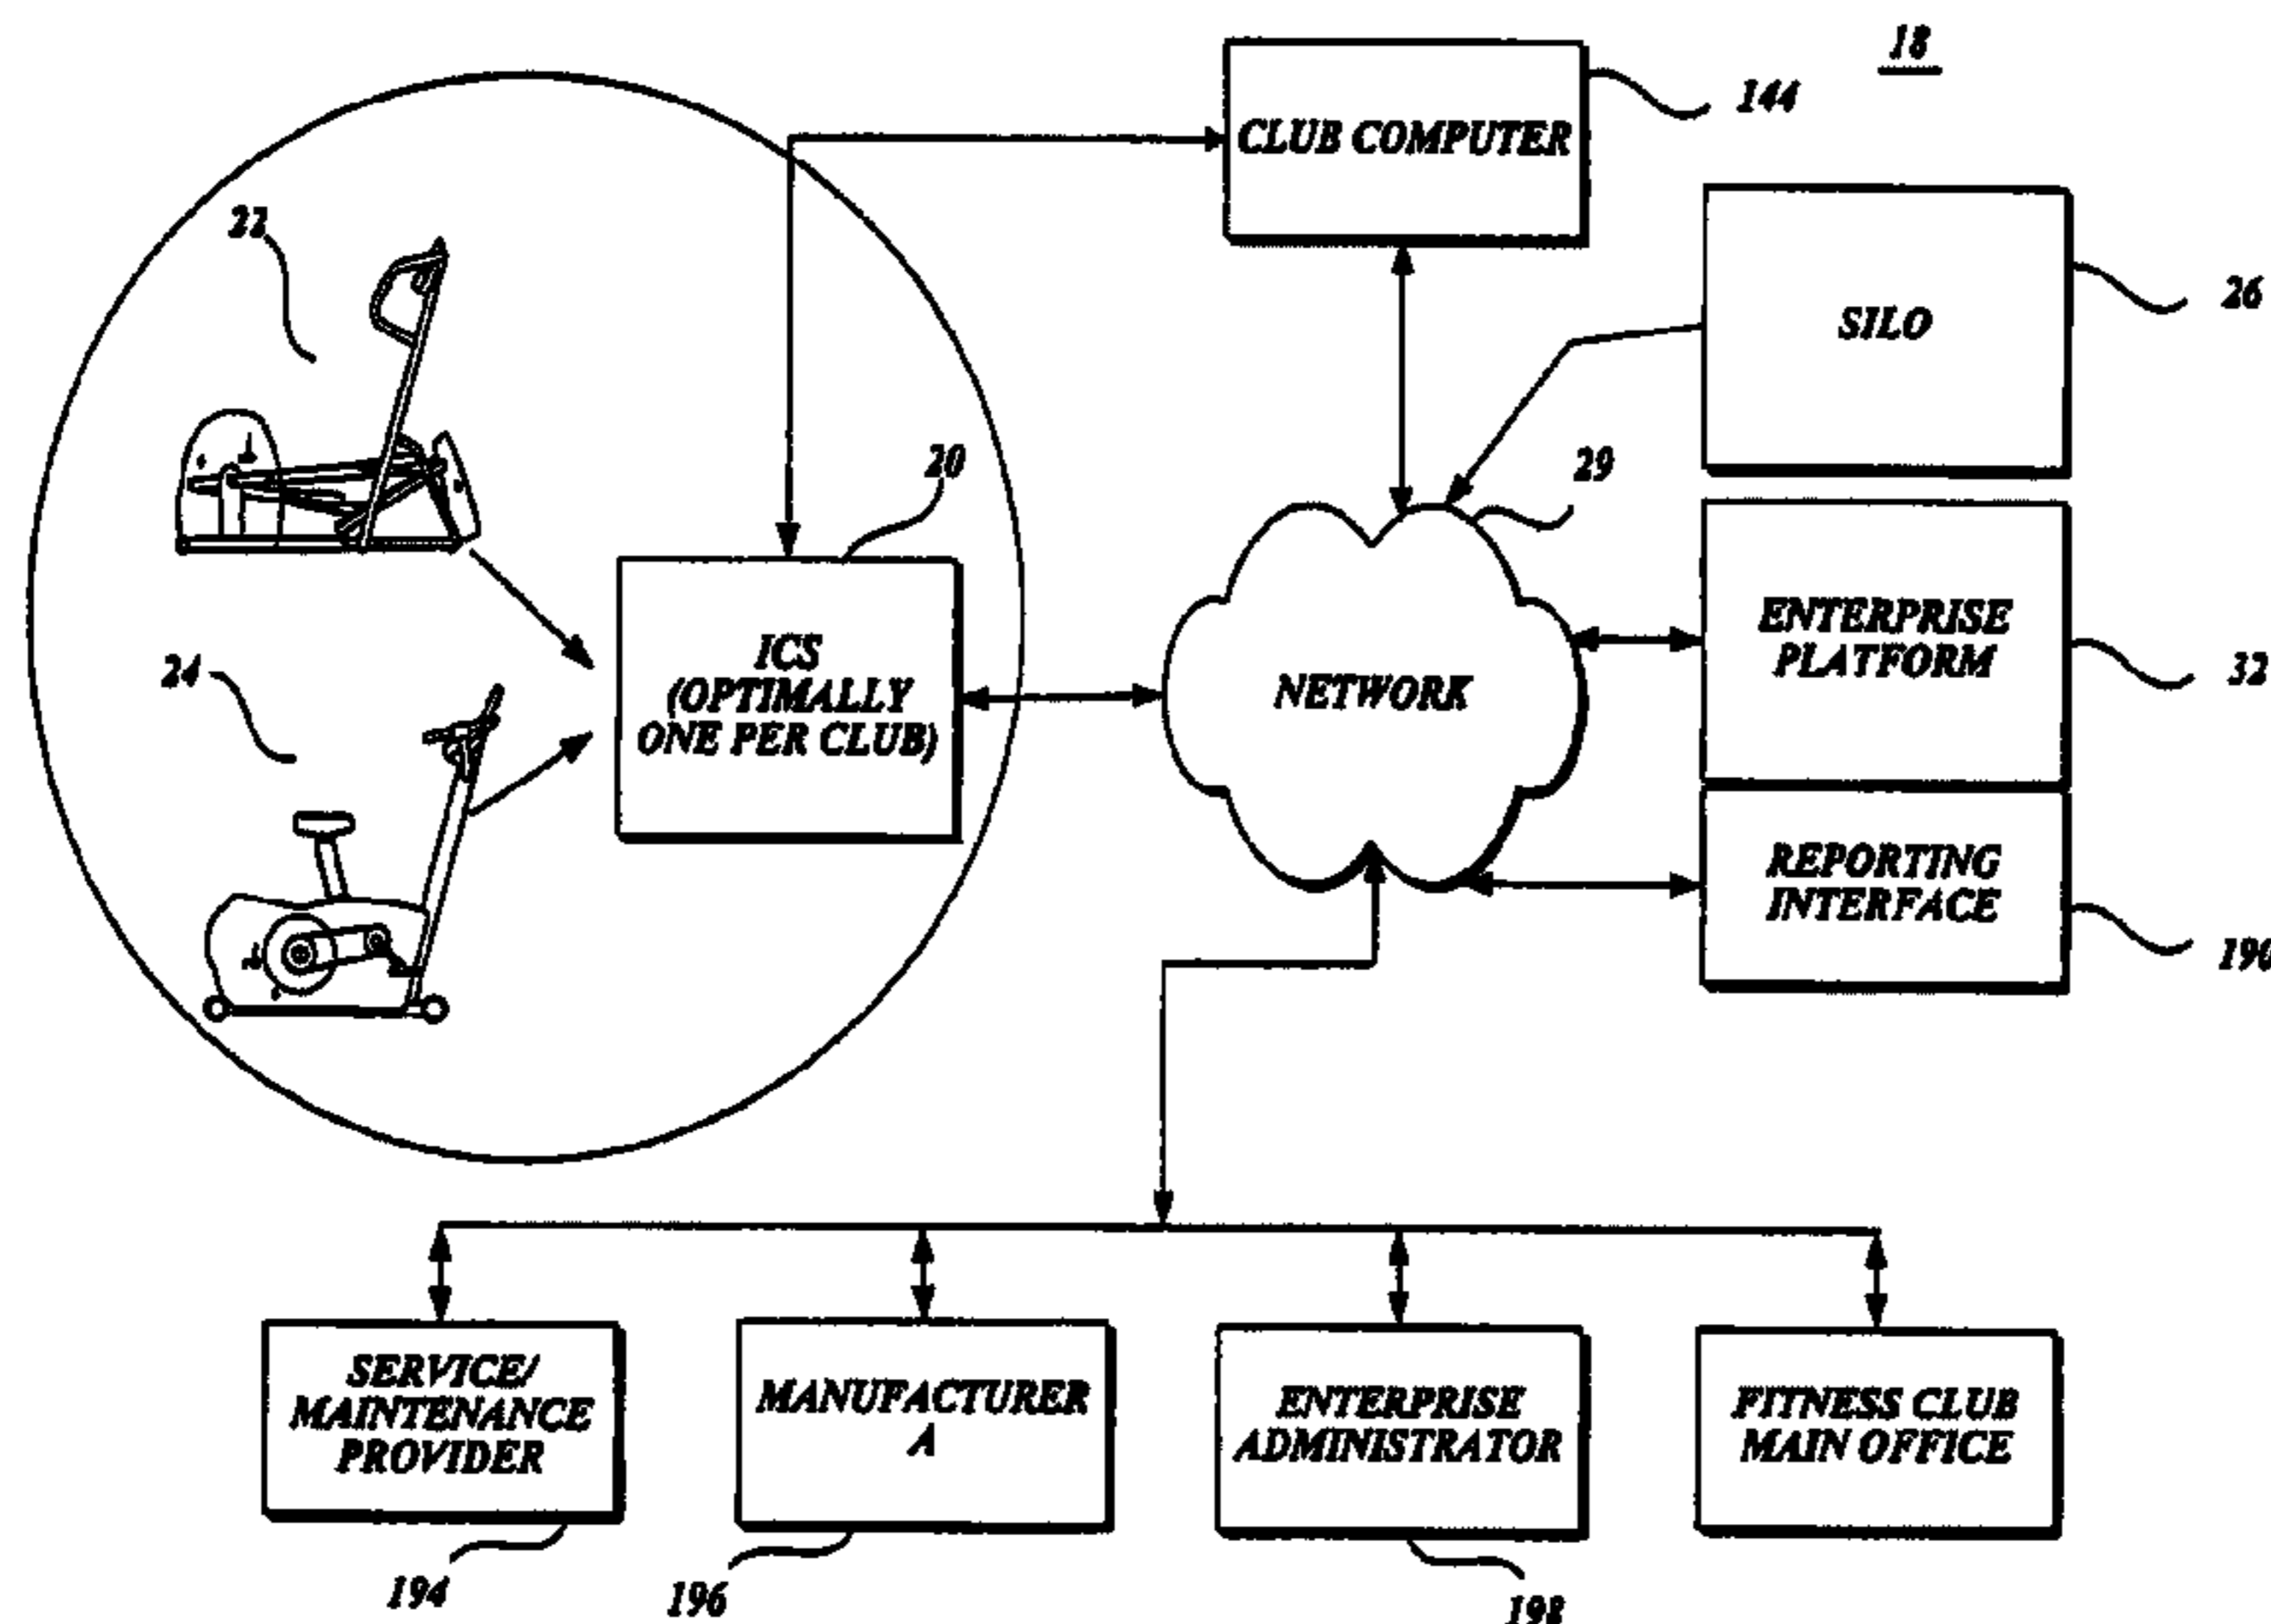 18
144
CLUB COMPUTER
22
SILO
26
20
29
ICS
(OPTIMALLY
ONE PER CLUB)
NETWORK
ENTERPRISE
PLATFORM
32
24
REPORTING
INTERFACE
190
SERVICE/
MAINTENANCE
PROVIDER
MANUFACTURER
A
ENTERPRISE
ADMINISTRATOR
FITNESS CLUB
MAIN OFFICE
194
196
198